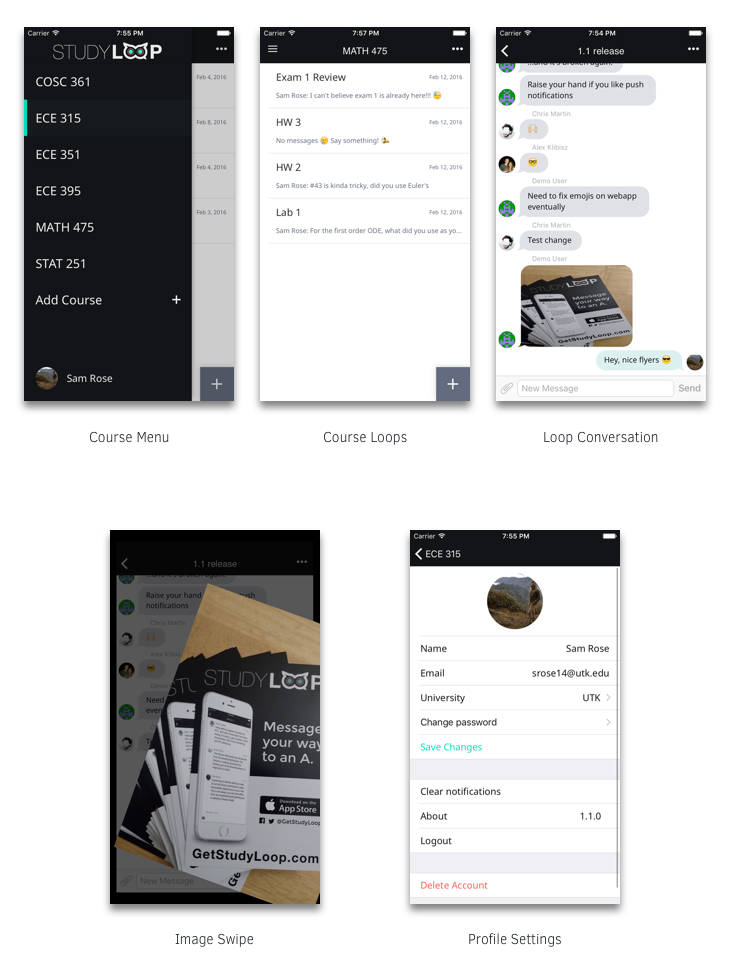 Carrier 7:55 PM
STUDYLOOP
COSC 361
Feb 4, 2016
ECE 315
Feb 8, 2016
ECE 351
Feb 4, 2016
ECE 395
Feb 3, 2016
MATH 475
STAT 251
Add Course +
Sam Rose
+
Course Menu
Carrier 7:57 PM
MATH 475
Exam 1 Review Feb 12, 2016
Sam Rose: I can't believe exam 1 is already here!!! 😓
HW 3 Feb 12, 2016
No messages 😢 Say something! 🙊
HW 2 Feb 12, 2016
Sam Rose: #43 is kinda tricky, did you use Euler's
Lab 1 Feb 12, 2016
Sam Rose: For the first order ODE, what did you use as yo...
+
Course Loops
Carrier 7:54 PM
1.1 release
...and it's broken again.
Raise your hand if you like push
notifications
Chris Martin
🙌
Alex Klibisz
😎
Demo User
Need to fix emojis on webapp
eventually
Chris Martin
Test change
Demo User
STUDYLOOP
Message
your way
to an A.
GetStudyLoop.com
Hey, nice flyers 😎
New Message Send
Loop Conversation
1.1 release
...and it's broken again.
Raise your hand push
notifications
Chris Martin
Alex Klibisz
Demo
Need
even
STUDYLOOP
Message
your way
to an A.
Download on the
App Store
@GetStudyLoop
GetStudyLoop.com
New Message
Image Swipe
Carrier 7:55 PM
ECE 315
Name Sam Rose
Email srose14@utk.edu
University UTK
Change password
Save Changes
Clear notifications
About 1.1.0
Logout
Delete Account
Profile Settings